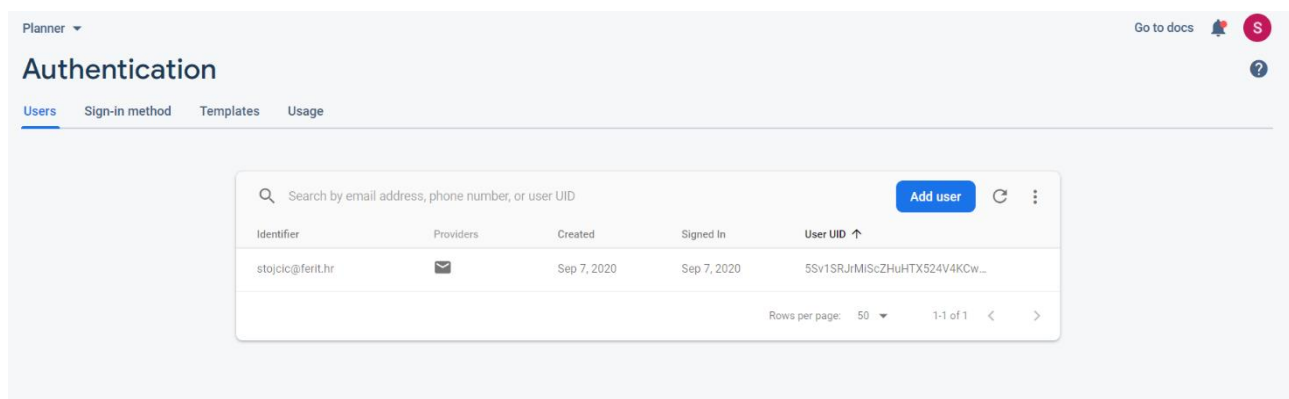 Planner
Go to docs
S
Authentication
?
Users Sign-in method Templates Usage
Search by email address, phone number, or user UID
Add user
Identifier Providers Created Signed In User UID ↑
stojcic@ferit.hr Sep 7, 2020 Sep 7, 2020 5Sv1SRJrMiScZHuHTX524V4KCw...
Rows per page: 50 1-1 of 1